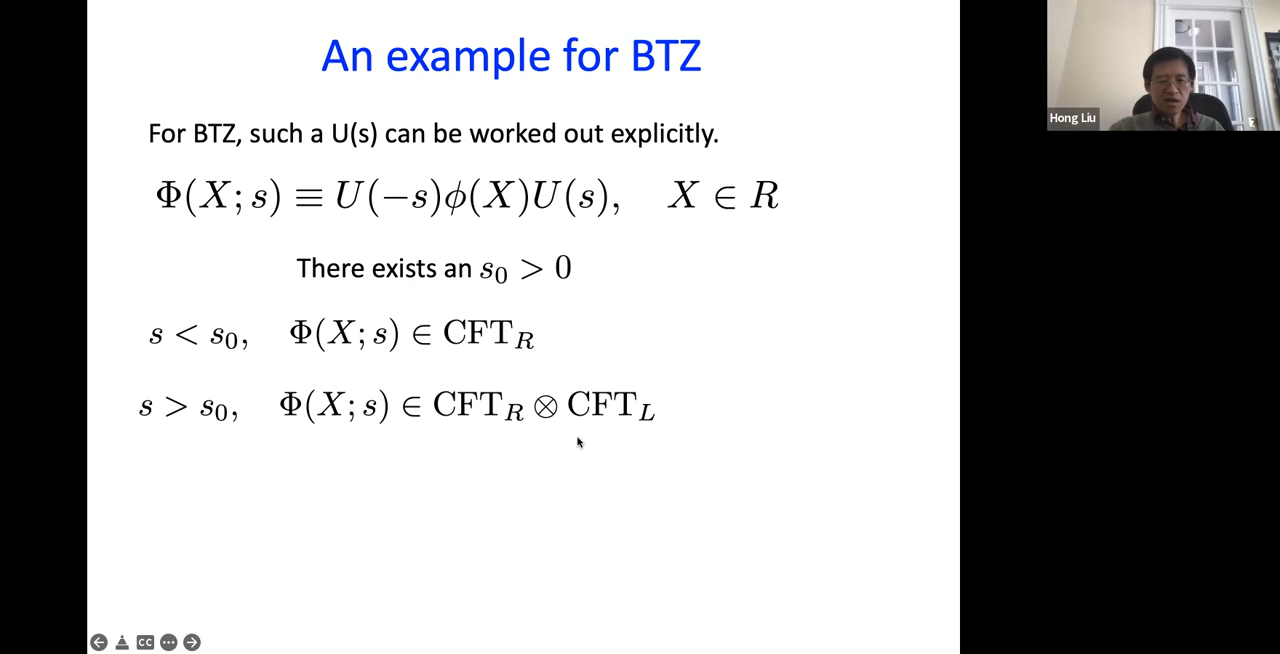 An example for BTZ
For BTZ, such a U(s) can be worked out explicitly.
Φ(X; s) ≡ U(−s)ϕ(X)U(s), X ∈ R
There exists an s₀ > 0
s < s₀, Φ(X; s) ∈ CFT_R
s > s₀, Φ(X; s) ∈ CFT_R ⊗ CFT_L
Hong Liu
CC